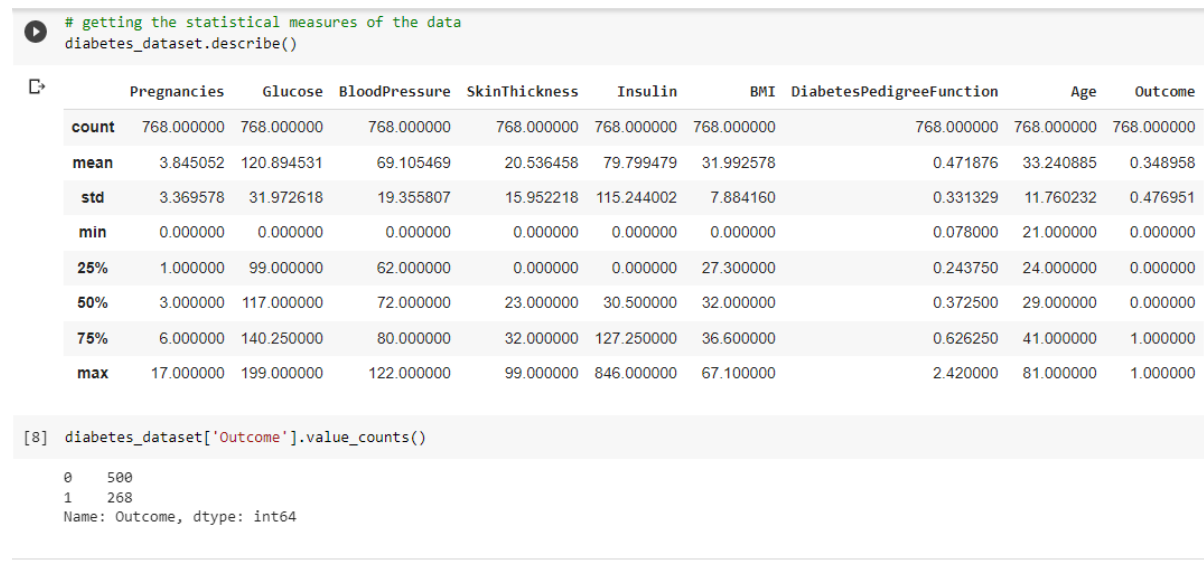 # getting the statistical measures of the data
diabetes_dataset.describe()
Pregnancies Glucose BloodPressure SkinThickness Insulin BMI DiabetesPedigreeFunction Age Outcome
count 768.000000 768.000000 768.000000 768.000000 768.000000 768.000000 768.000000 768.000000 768.000000
mean 3.845052 120.894531 69.105469 20.536458 79.799479 31.992578 0.471876 33.240885 0.348958
std 3.369578 31.972618 19.355807 15.952218 115.244002 7.884160 0.331329 11.760232 0.476951
min 0.000000 0.000000 0.000000 0.000000 0.000000 0.000000 0.078000 21.000000 0.000000
25% 1.000000 99.000000 62.000000 0.000000 0.000000 27.300000 0.243750 24.000000 0.000000
50% 3.000000 117.000000 72.000000 23.000000 30.500000 32.000000 0.372500 29.000000 0.000000
75% 6.000000 140.250000 80.000000 32.000000 127.250000 36.600000 0.626250 41.000000 1.000000
max 17.000000 199.000000 122.000000 99.000000 846.000000 67.100000 2.420000 81.000000 1.000000
[8] diabetes_dataset['Outcome'].value_counts()
0 500
1 268
Name: Outcome, dtype: int64